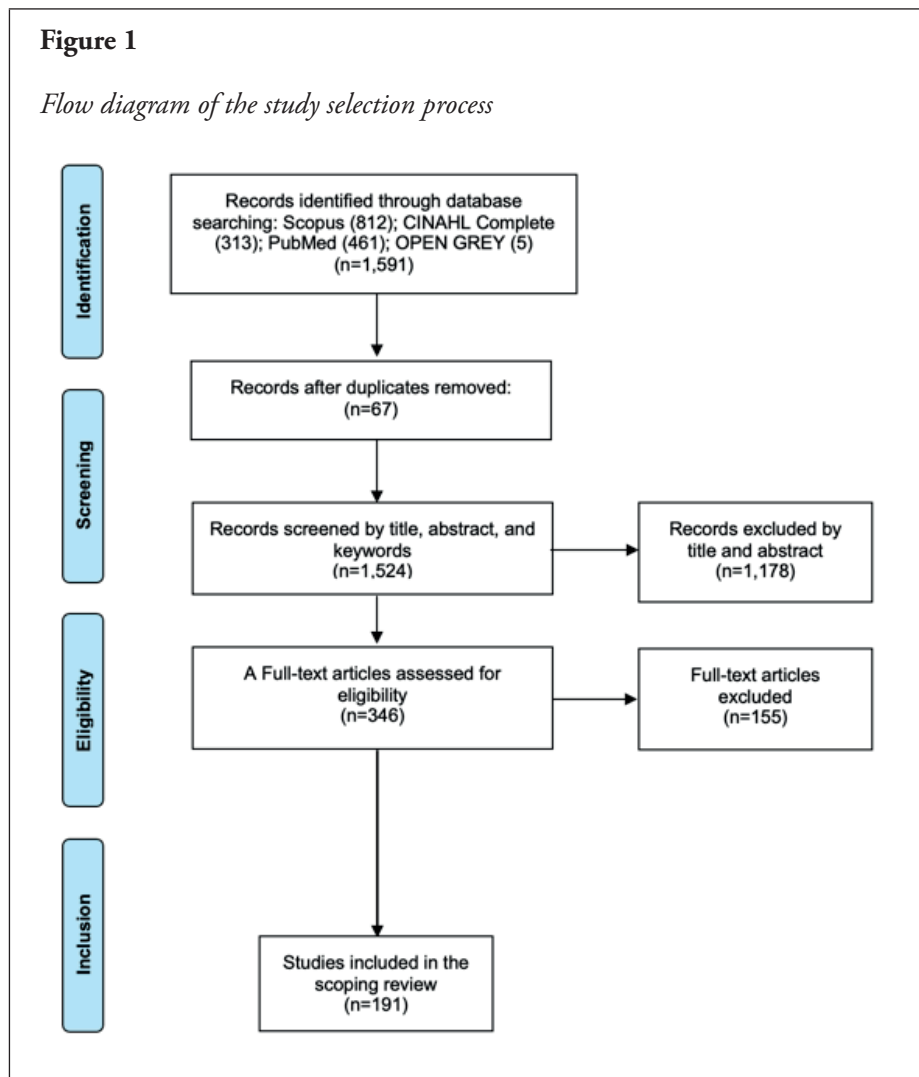 Figure 1
Flow diagram of the study selection process
Identification
Records identified through database
searching: Scopus (812); CINAHL Complete
(313); PubMed (461); OPEN GREY (5)
(n=1,591)
Records after duplicates removed:
(n=67)
Screening
Records screened by title, abstract, and
keywords
(n=1,524)
Records excluded by
title and abstract
(n=1,178)
Eligibility
A Full-text articles assessed for
eligibility
(n=346)
Full-text articles
excluded
(n=155)
Inclusion
Studies included in the
scoping review
(n=191)